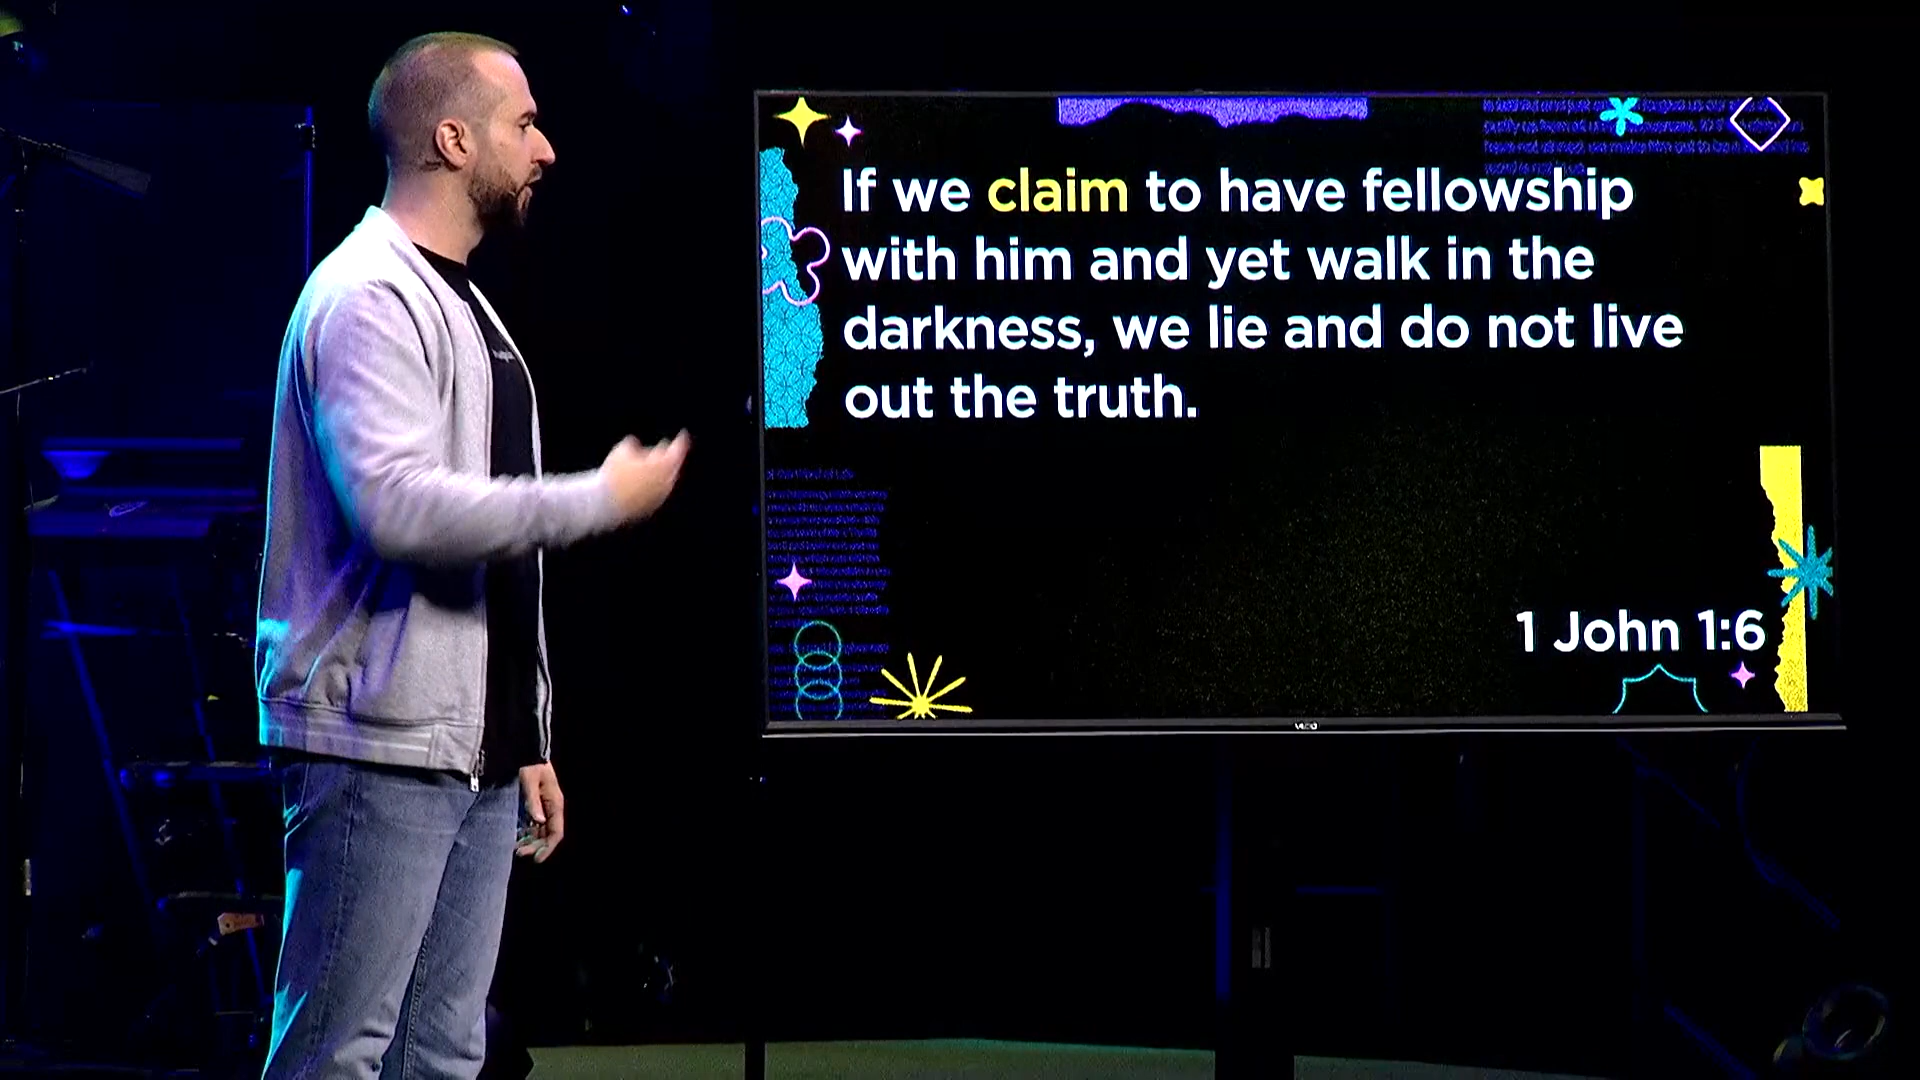 If we claim to have fellowship
with him and yet walk in the
darkness, we lie and do not live
out the truth.
1 John 1:6
VIZIO